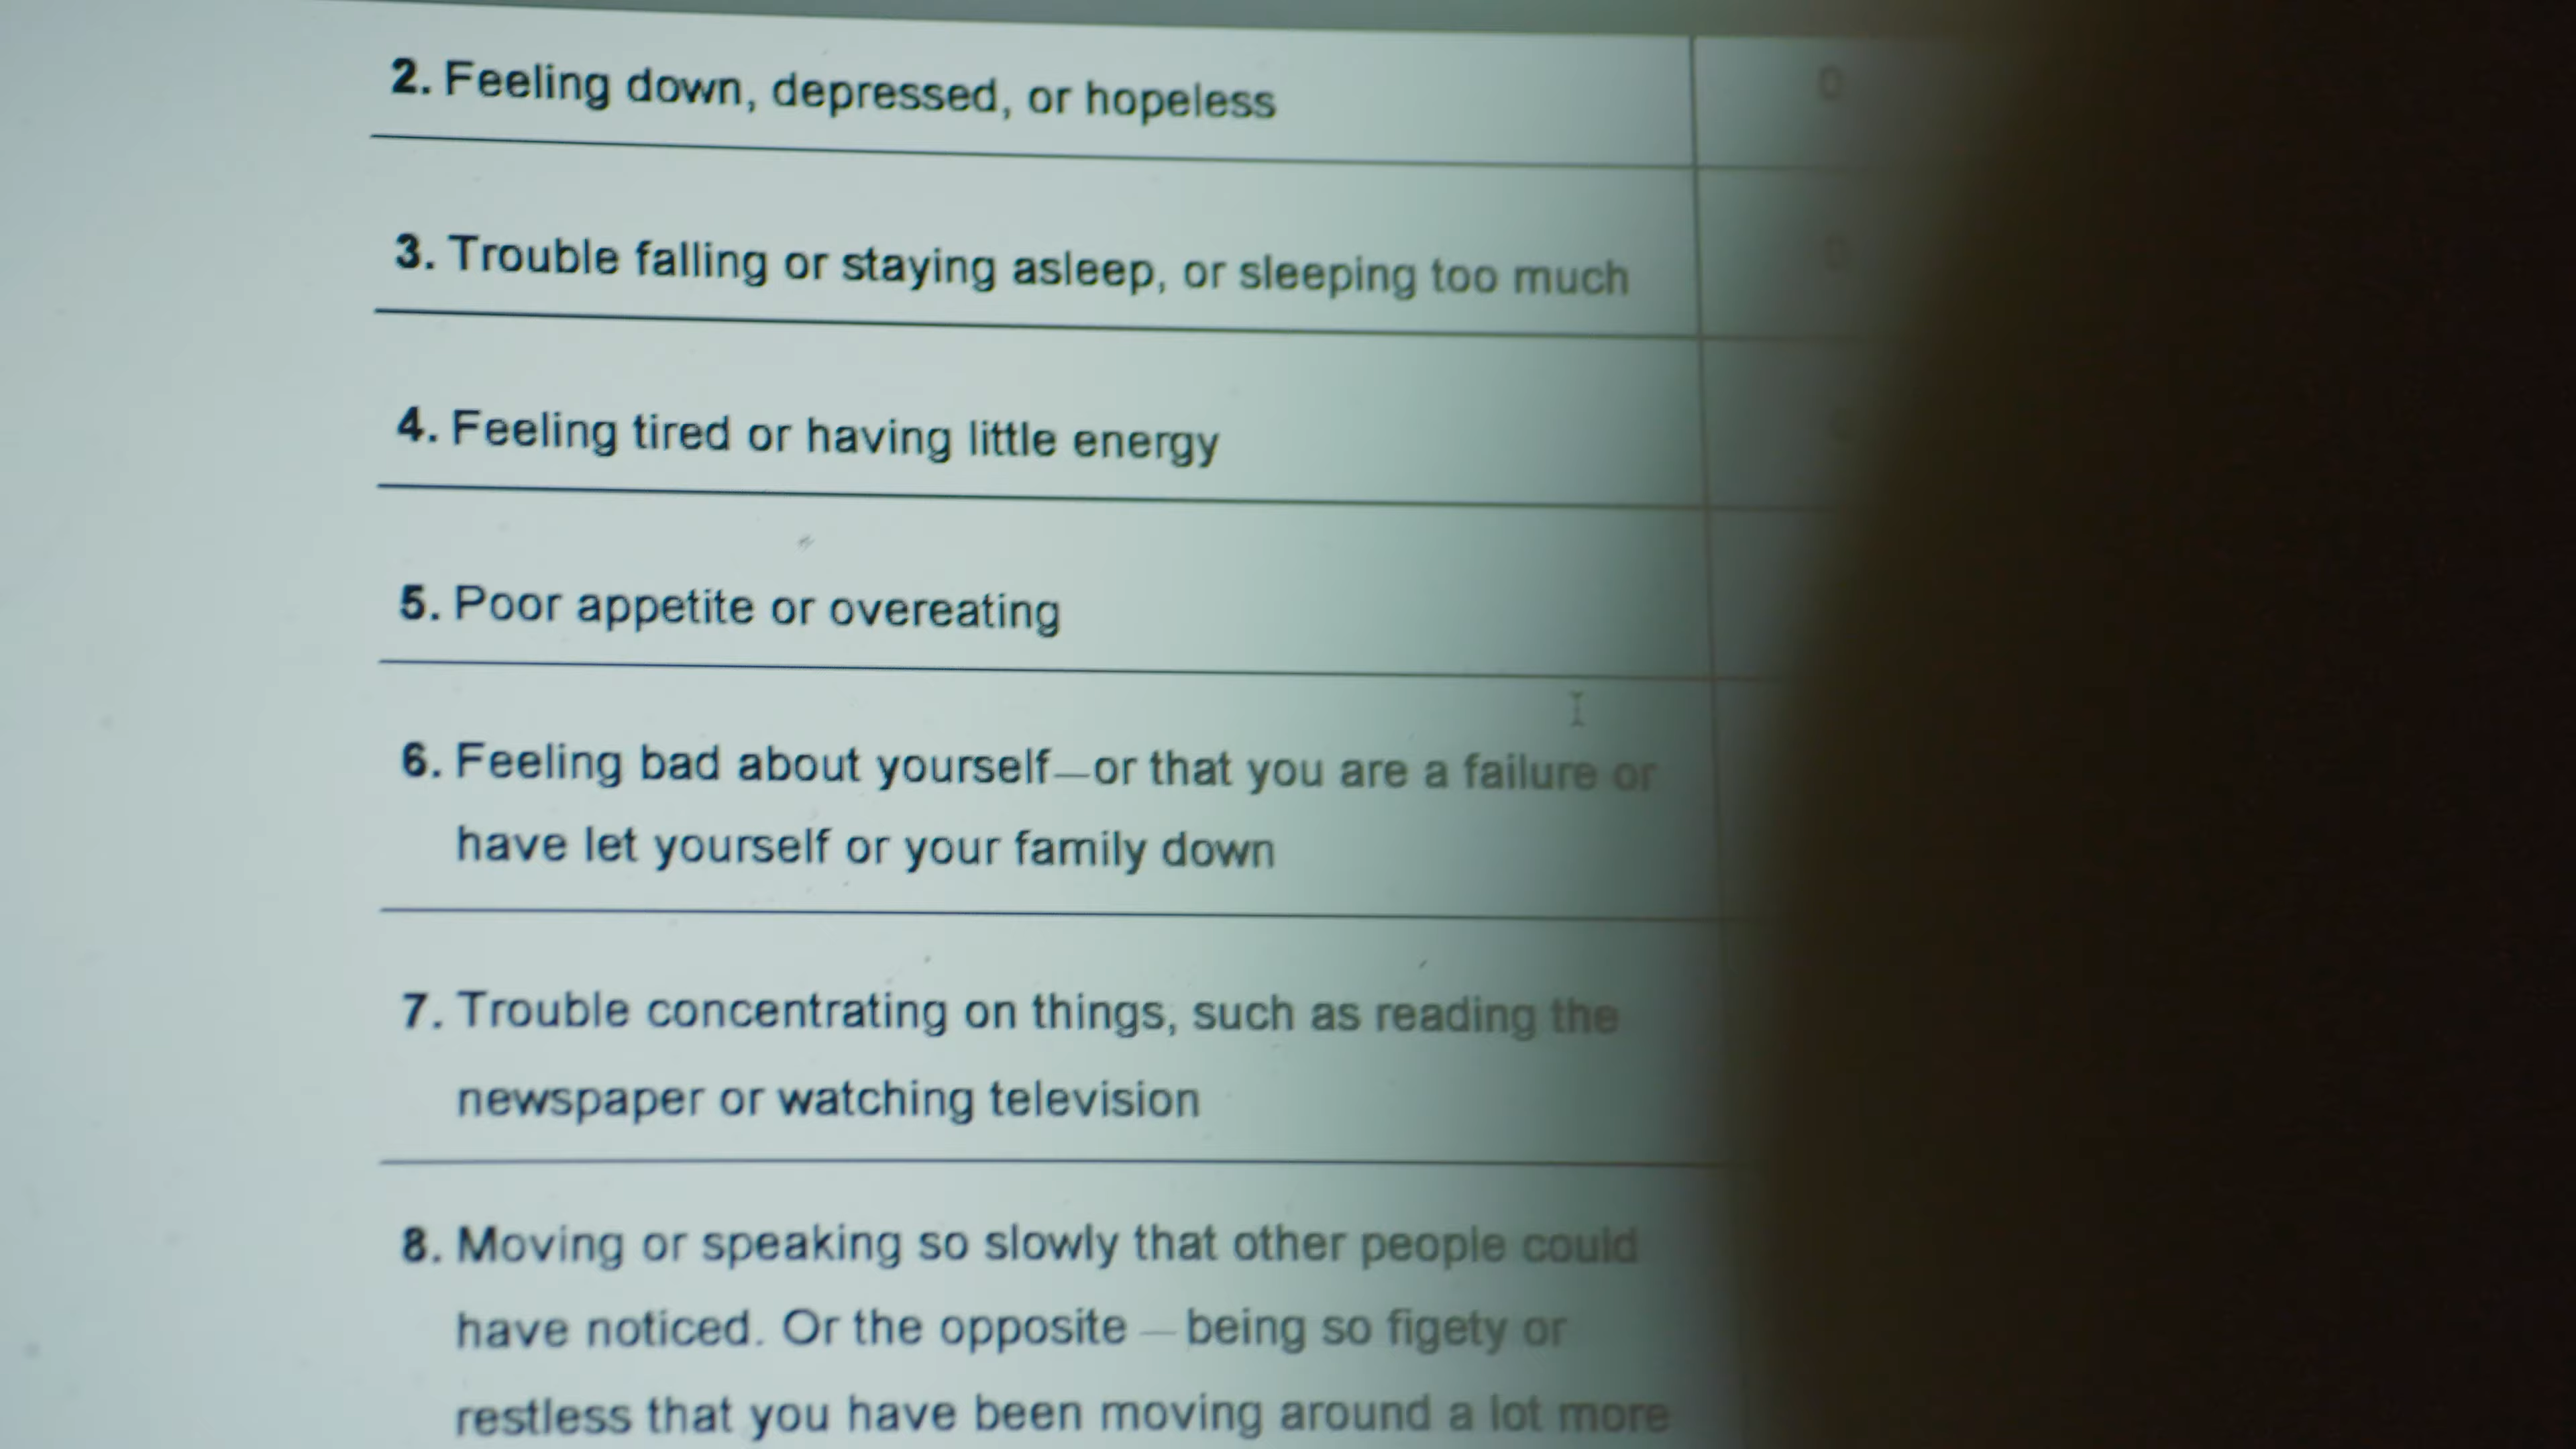 2. Feeling down, depressed, or hopeless 0
3. Trouble falling or staying asleep, or sleeping too much 0
4. Feeling tired or having little energy
5. Poor appetite or overeating
6. Feeling bad about yourself—or that you are a failure or
have let yourself or your family down
7. Trouble concentrating on things, such as reading the
newspaper or watching television
8. Moving or speaking so slowly that other people could
have noticed. Or the opposite — being so figety or
restless that you have been moving around a lot more